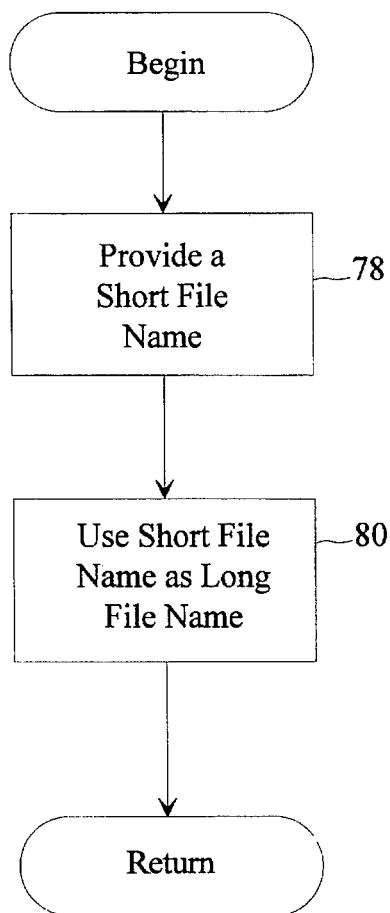 Begin
Provide a
Short File
Name
78
Use Short File
Name as Long
File Name
80
Return